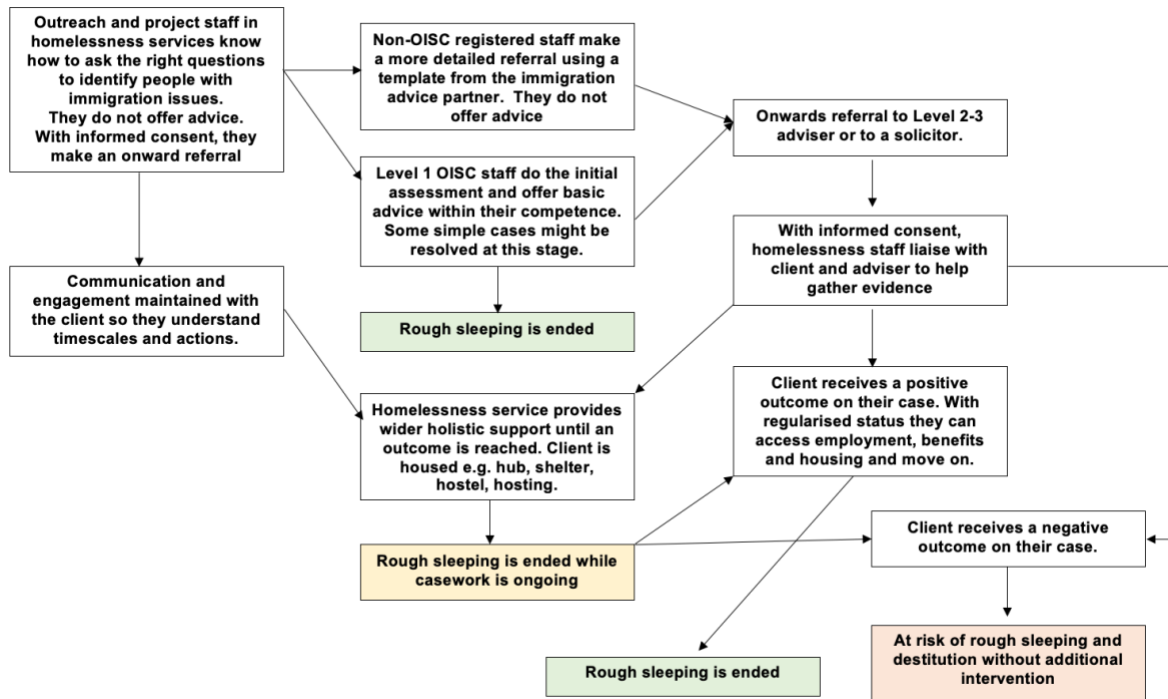 Outreach and project staff in
homelessness services know
how to ask the right questions
to identify people with
immigration issues.
They do not offer advice.
With informed consent, they
make an onward referral
Non-OISC registered staff make
a more detailed referral using a
template from the immigration
advice partner.  They do not
offer advice
Onwards referral to Level 2-3
adviser or to a solicitor.
Level 1 OISC staff do the initial
assessment and offer basic
advice within their competence.
Some simple cases might be
resolved at this stage.
With informed consent,
homelessness staff liaise with
client and adviser to help
gather evidence
Communication and
engagement maintained with
the client so they understand
timescales and actions.
Rough sleeping is ended
Homelessness service provides
wider holistic support until an
outcome is reached. Client is
housed e.g. hub, shelter,
hostel, hosting.
Client receives a positive
outcome on their case. With
regularised status they can
access employment, benefits
and housing and move on.
Rough sleeping is ended while
casework is ongoing
Client receives a negative
outcome on their case.
Rough sleeping is ended
At risk of rough sleeping and
destitution without additional
intervention